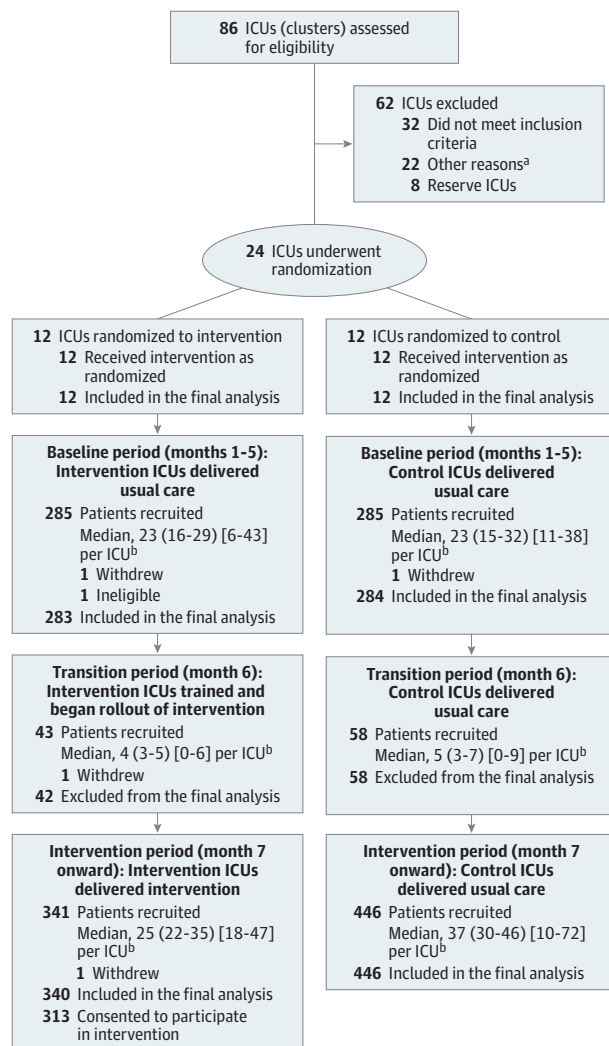 86 ICUs (clusters) assessed
for eligibility
62 ICUs excluded
32 Did not meet inclusion
criteria
22 Other reasonsa
8 Reserve ICUs
24 ICUs underwent
randomization
12 ICUs randomized to intervention
12 Received intervention as
randomized
12 Included in the final analysis
12 ICUs randomized to control
12 Received intervention as
randomized
12 Included in the final analysis
Baseline period (months 1-5):
Intervention ICUs delivered
usual care
285 Patients recruited
Median, 23 (16-29) [6-43]
per ICUb
1 Withdrew
1 Ineligible
283 Included in the final analysis
Baseline period (months 1-5):
Control ICUs delivered
usual care
285 Patients recruited
Median, 23 (15-32) [11-38]
per ICUb
1 Withdrew
284 Included in the final analysis
Transition period (month 6):
Intervention ICUs trained and
began rollout of intervention
43 Patients recruited
Median, 4 (3-5) [0-6] per ICUb
1 Withdrew
42 Excluded from the final analysis
Transition period (month 6):
Control ICUs delivered
usual care
58 Patients recruited
Median, 5 (3-7) [0-9] per ICUb
58 Excluded from the final analysis
Intervention period (month 7
onward): Intervention ICUs
delivered intervention
341 Patients recruited
Median, 25 (22-35) [18-47]
per ICUb
1 Withdrew
340 Included in the final analysis
313 Consented to participate
in intervention
Intervention period (month 7
onward): Control ICUs
delivered usual care
446 Patients recruited
Median, 37 (30-46) [10-72]
per ICUb
446 Included in the final analysis